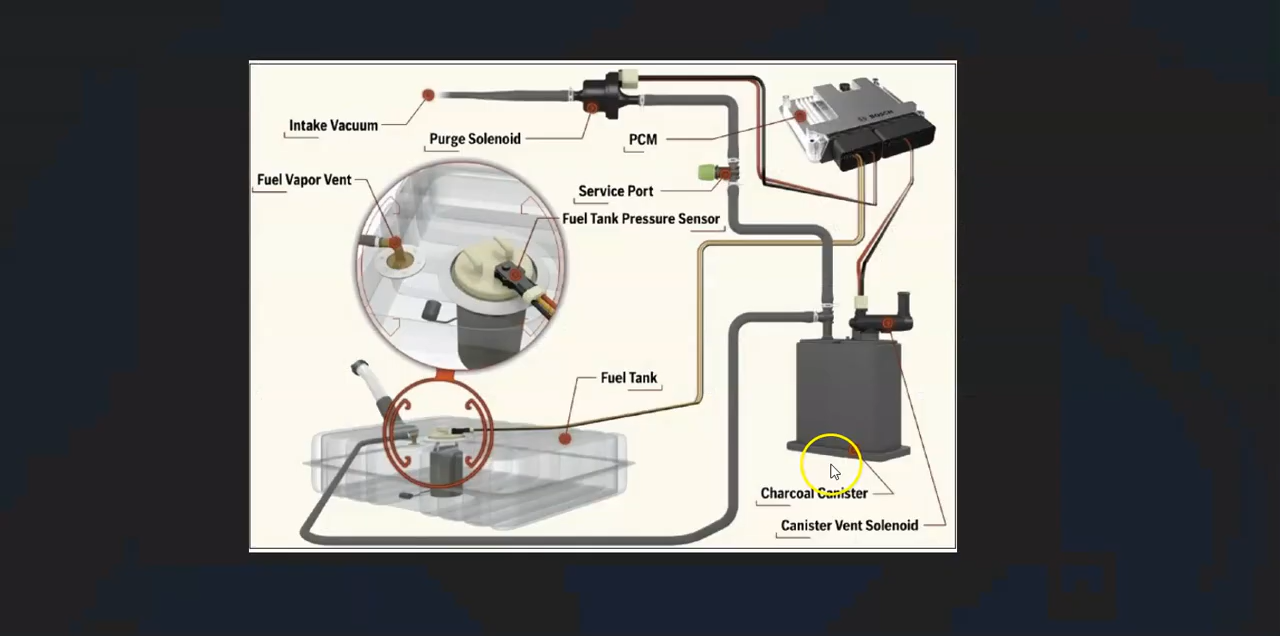 Intake Vacuum
Purge Solenoid
PCM
BOSCH
Fuel Vapor Vent
Service Port
Fuel Tank Pressure Sensor
Fuel Tank
Charcoal Canister
Canister Vent Solenoid